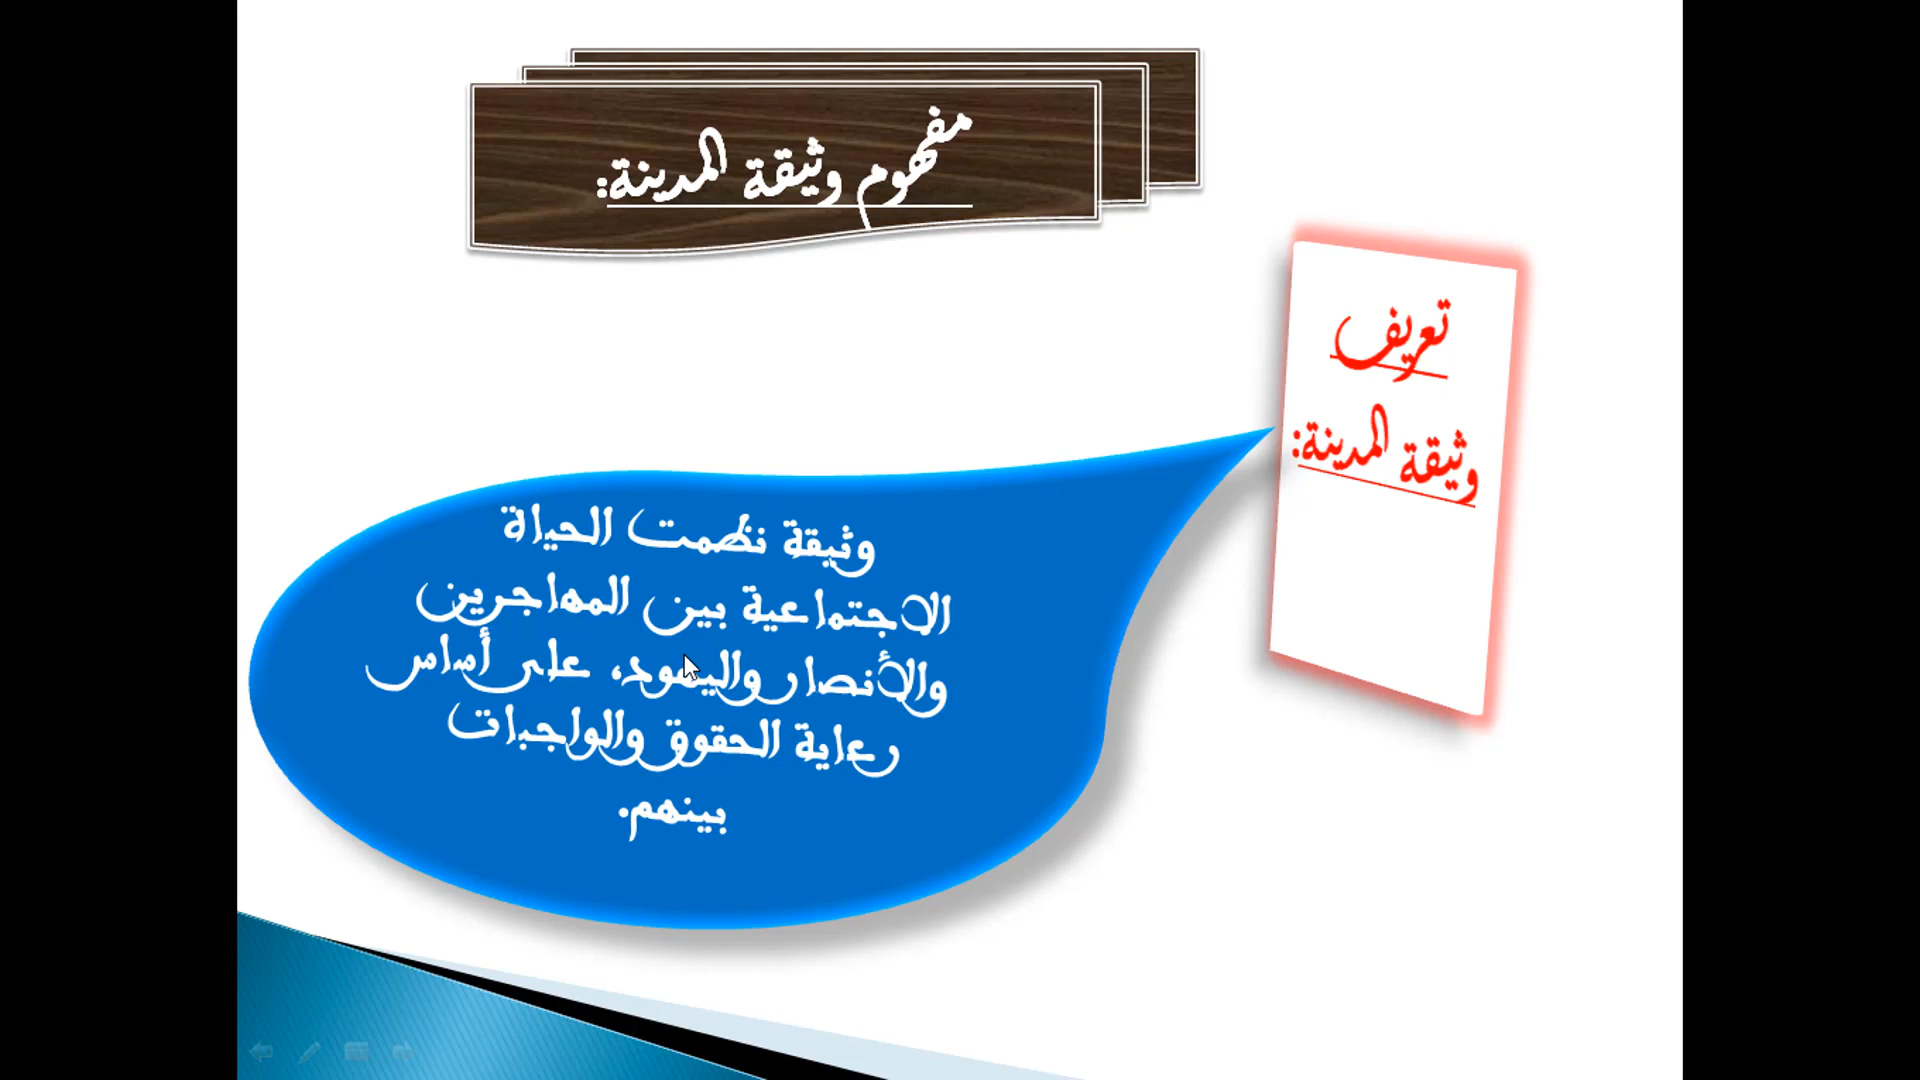 مفهوم وثيقة المدينة:
تعريف
وثيقة المدينة:
وثيقة نظمت الحياة
الاجتماعية بين المهاجرين
والأنصار واليهود، على أساس
رعاية الحقوق والواجبات
بينهم.